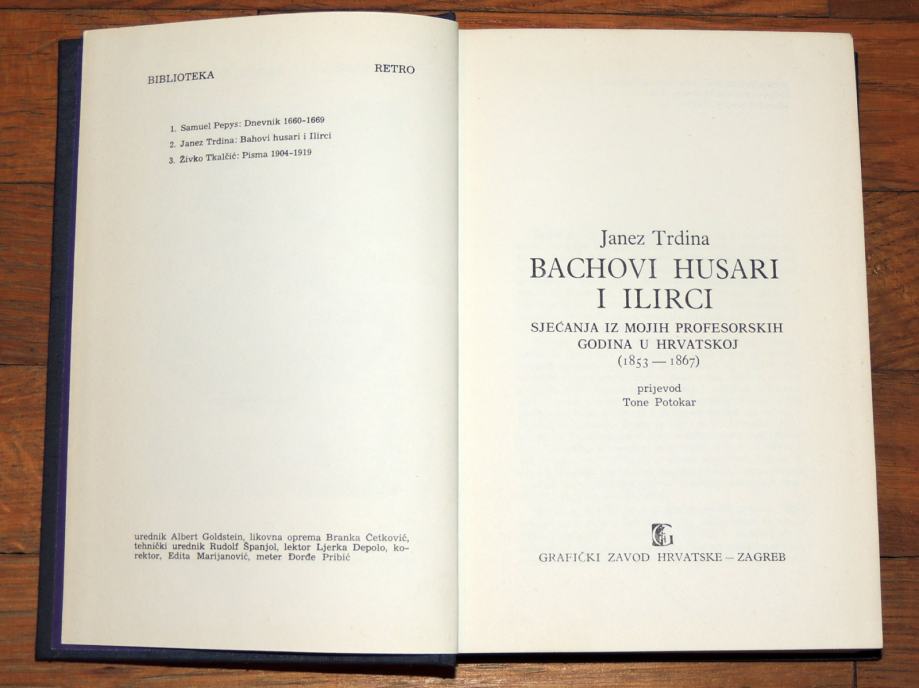 BIBLIOTEKA RETRO
1. Samuel Pepys: Dnevnik 1660-1669
2. Janez Trdina: Bahovi husari i Ilirci
3. Živko Tkalčić: Pisma 1904-1919
urednik Albert Goldstein, likovna oprema Branka Ćetković,
tehnički urednik Rudolf Španjol, lektor Ljerka Depolo, ko-
rektor, Edita Marijanović, meter Đorđe Pribić
Janez Trdina
BACHOVI HUSARI
I ILIRCI
SJEĆANJA IZ MOJIH PROFESORSKIH
GODINA U HRVATSKOJ
(1853 — 1867)
prijevod
Tone Potokar
GRAFIČKI ZAVOD HRVATSKE – ZAGREB